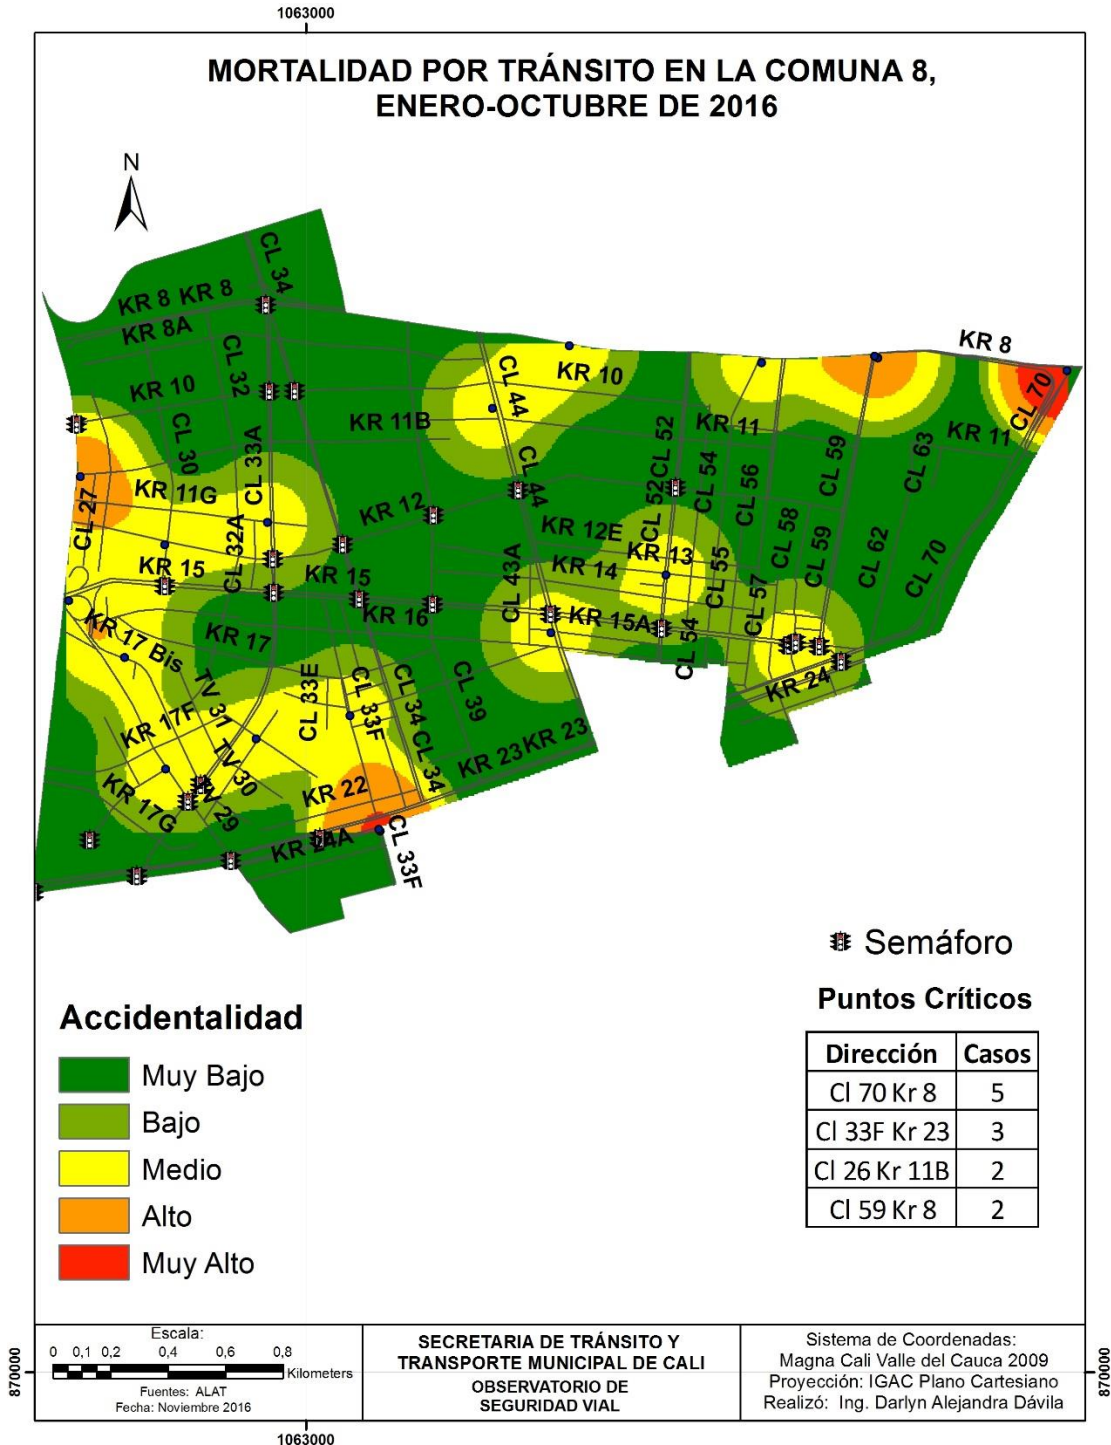 1063000
MORTALIDAD POR TRÁNSITO EN LA COMUNA 8,
ENERO-OCTUBRE DE 2016
N
CL 34
KR 8 KR 8
KR 8A
CL 32
KR 8
KR 10
KR 10
CL 44
CL 70
KR 11B
CL 30
CL 33A
CL 52
KR 11
CL 59
CL 63
KR 11
KR 11G
CL 27
CL 44
CL 54
CL 56
KR 12
CL 52
CL 32A
KR 12E
KR 13
CL 58
CL 59
CL 62
CL 70
KR 15
KR 15
CL 43A
KR 14
CL 55
CL 57
KR 16
KR 15A
KR 17 Bis
KR 17
CL 54
KR 24
TV 31
CL 33E
CL 33F
CL 34
CL 39
KR 17F
KR 23 KR 23
TV 30
CL 34
KR 17G
TV 29
KR 22
KR 24A
CL 33F
Semáforo
Puntos Críticos
Dirección Casos
Cl 70 Kr 8 5
Cl 33F Kr 23 3
Cl 26 Kr 11B 2
Cl 59 Kr 8 2
Accidentalidad
Muy Bajo
Bajo
Medio
Alto
Muy Alto
Escala:
0 0,1 0,2 0,4 0,6 0,8
Kilometers
Fuentes: ALAT
Fecha: Noviembre 2016
SECRETARIA DE TRÁNSITO Y
TRANSPORTE MUNICIPAL DE CALI
OBSERVATORIO DE
SEGURIDAD VIAL
Sistema de Coordenadas:
Magna Cali Valle del Cauca 2009
Proyección: IGAC Plano Cartesiano
Realizó: Ing. Darlyn Alejandra Dávila
870000
870000
1063000